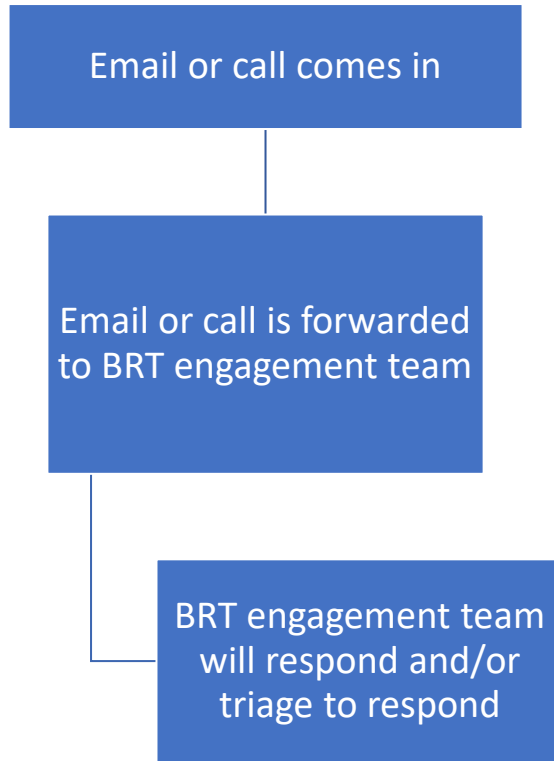 Email or call comes in
Email or call is forwarded
to BRT engagement team
BRT engagement team
will respond and/or
triage to respond